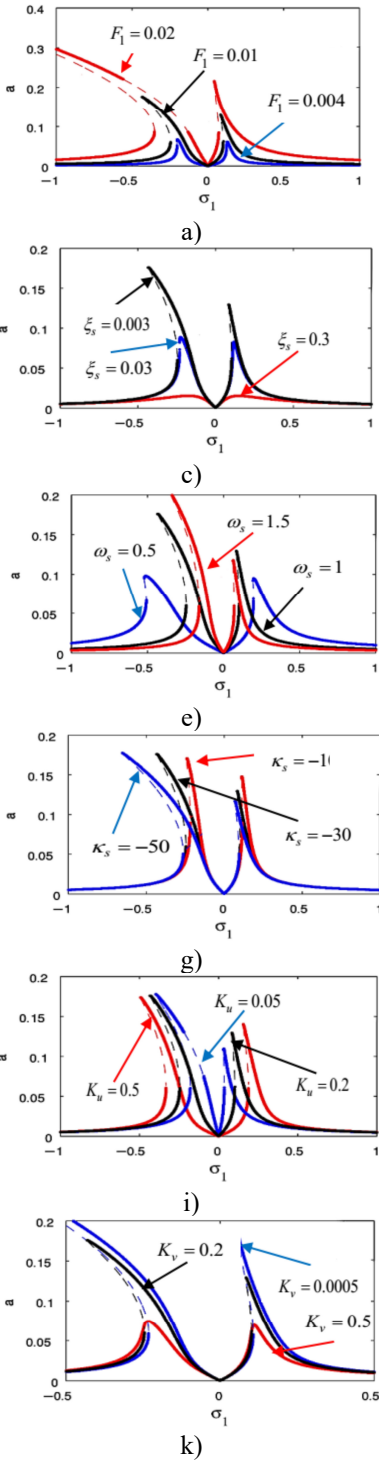 0.4
0.3
0.2
0.1
0
a
F₁ = 0.02
F₁ = 0.01
F₁ = 0.004
−1 −0.5 0 0.5 1
σ₁
a)
0.2
0.15
0.1
0.05
0
a
ξₛ = 0.003
ξₛ = 0.03
ξₛ = 0.3
−1 −0.5 0 0.5 1
σ₁
c)
0.2
0.15
0.1
0.05
0
a
ωₛ = 0.5
ωₛ = 1.5
ωₛ = 1
−1 −0.5 0 0.5 1
σ₁
e)
0.2
0.15
0.1
0.05
0
a
κₛ = −1
κₛ = −50
κₛ = −30
−1 −0.5 0 0.5 1
σ₁
g)
0.2
0.15
0.1
0.05
0
a
Kᵤ = 0.05
Kᵤ = 0.5
Kᵤ = 0.2
−1 −0.5 0 0.5 1
σ₁
i)
0.2
0.15
0.1
0.05
0
a
Kᵥ = 0.2
Kᵥ = 0.0005
Kᵥ = 0.5
−0.5 0 0.5
σ₁
k)